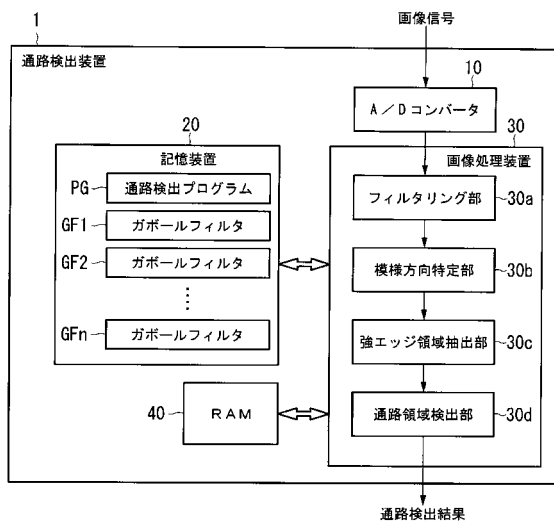 画像信号
1
通路検出装置
10
A/Dコンバータ
20
記憶装置
PG
通路検出プログラム
GF1
ガボールフィルタ
GF2
ガボールフィルタ
GFn
ガボールフィルタ
30
画像処理装置
フィルタリング部
30a
模様方向特定部
30b
強エッジ領域抽出部
30c
通路領域検出部
30d
40
RAM
通路検出結果